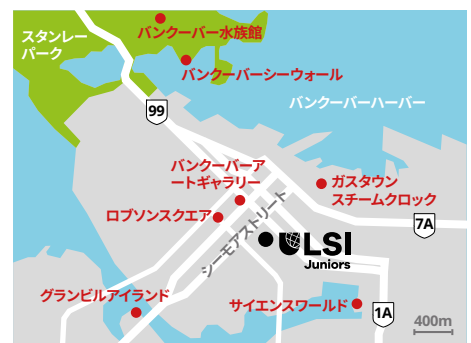 バンクーバー水族館
スタンレー
パーク
バンクーバーシーウォール
バンクーバーハーバー
99
バンクーバーア
ートギャラリー
ガスタウン
スチームクロック
ロブソンスクエア
7A
シーモアストリート
LSI
Juniors
グランビルアイランド
サイエンスワールド
1A
400m